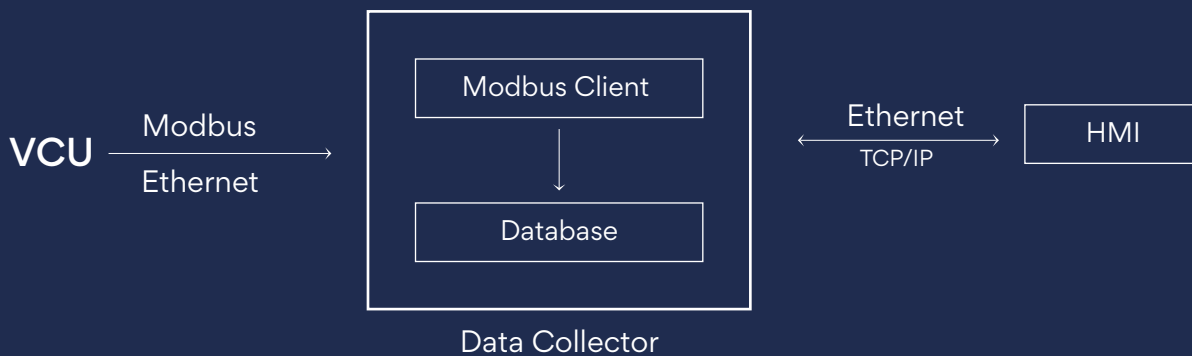 VCU
Modbus
Ethernet
Modbus Client
Database
Data Collector
Ethernet
TCP/IP
HMI